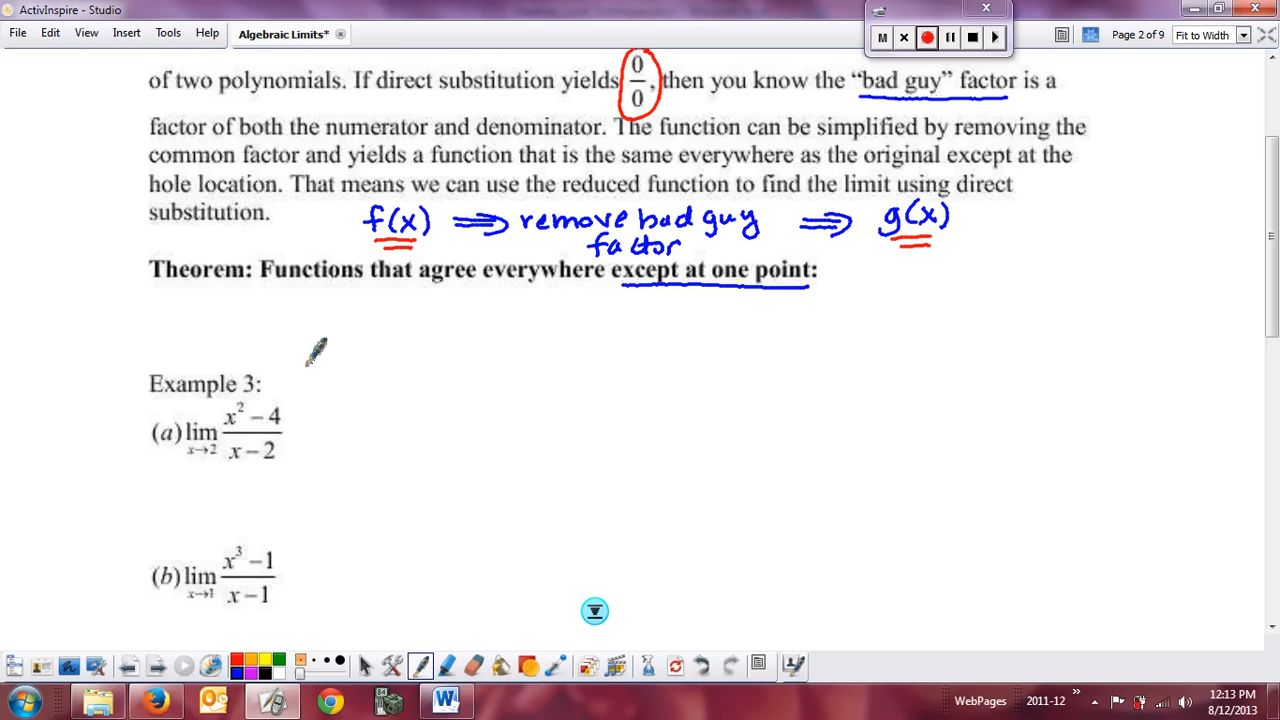 ActivInspire - Studio
File Edit View Insert Tools Help Algebraic Limits* Page 2 of 9 Fit to Width
M
of two polynomials. If direct substitution yields 0/0, then you know the “bad guy” factor is a
factor of both the numerator and denominator. The function can be simplified by removing the
common factor and yields a function that is the same everywhere as the original except at the
hole location. That means we can use the reduced function to find the limit using direct
substitution.
f(x) ⇒ remove bad guy ⇒ g(x)
factor
Theorem: Functions that agree everywhere except at one point:
Example 3:
(a) lim x→2 x² − 4 / x − 2
(b) lim x→1 x³ − 1 / x − 1
WebPages 2011-12 » 12:13 PM
8/12/2013